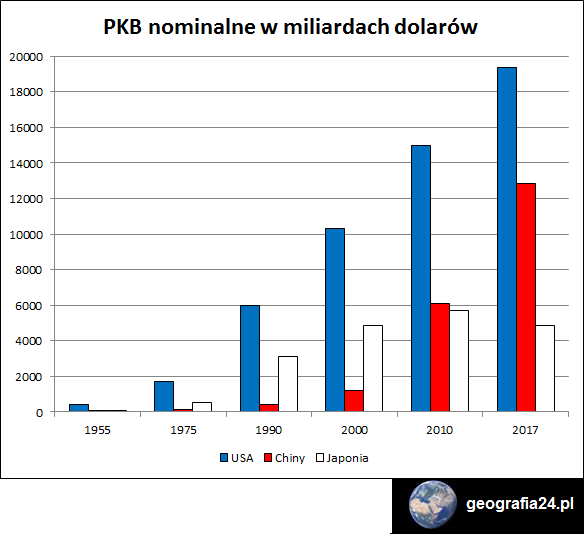 PKB nominalne w miliardach dolarów
20000
18000
16000
14000
12000
10000
8000
6000
4000
2000
0
1955 1975 1990 2000 2010 2017
USA Chiny Japonia
geografia24.pl